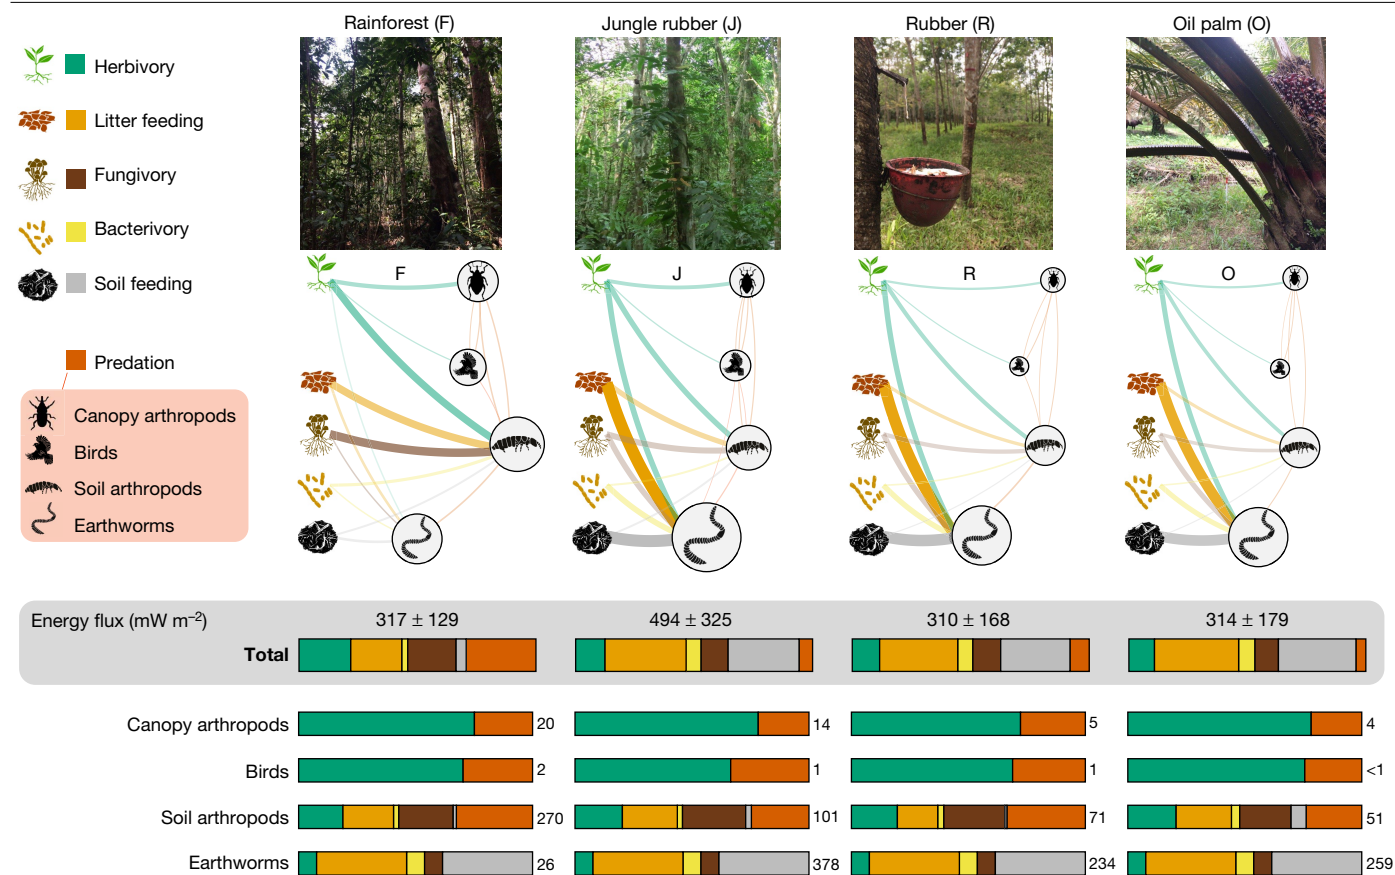 Rainforest (F)
Jungle rubber (J)
Rubber (R)
Oil palm (O)
Herbivory
Litter feeding
Fungivory
Bacterivory
Soil feeding
Predation
Canopy arthropods
Birds
Soil arthropods
Earthworms
F
J
R
O
Energy flux (mW m⁻²)
317 ± 129
494 ± 325
310 ± 168
314 ± 179
Total
Canopy arthropods
20
14
5
4
Birds
2
1
1
<1
Soil arthropods
270
101
71
51
Earthworms
26
378
234
259